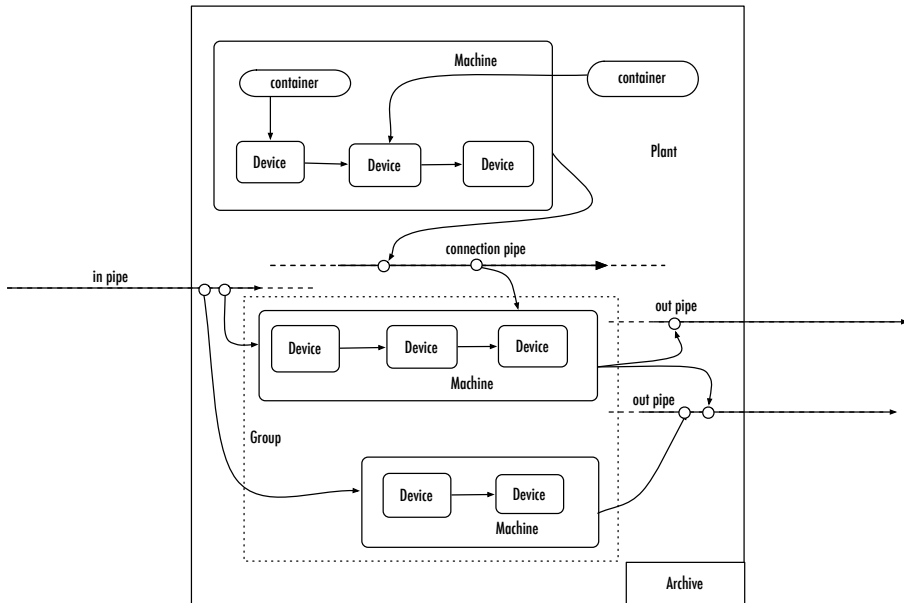 Machine
container
container
Device
Device
Device
Plant
connection pipe
in pipe
out pipe
Device
Device
Device
Machine
out pipe
Group
Device
Device
Machine
Archive